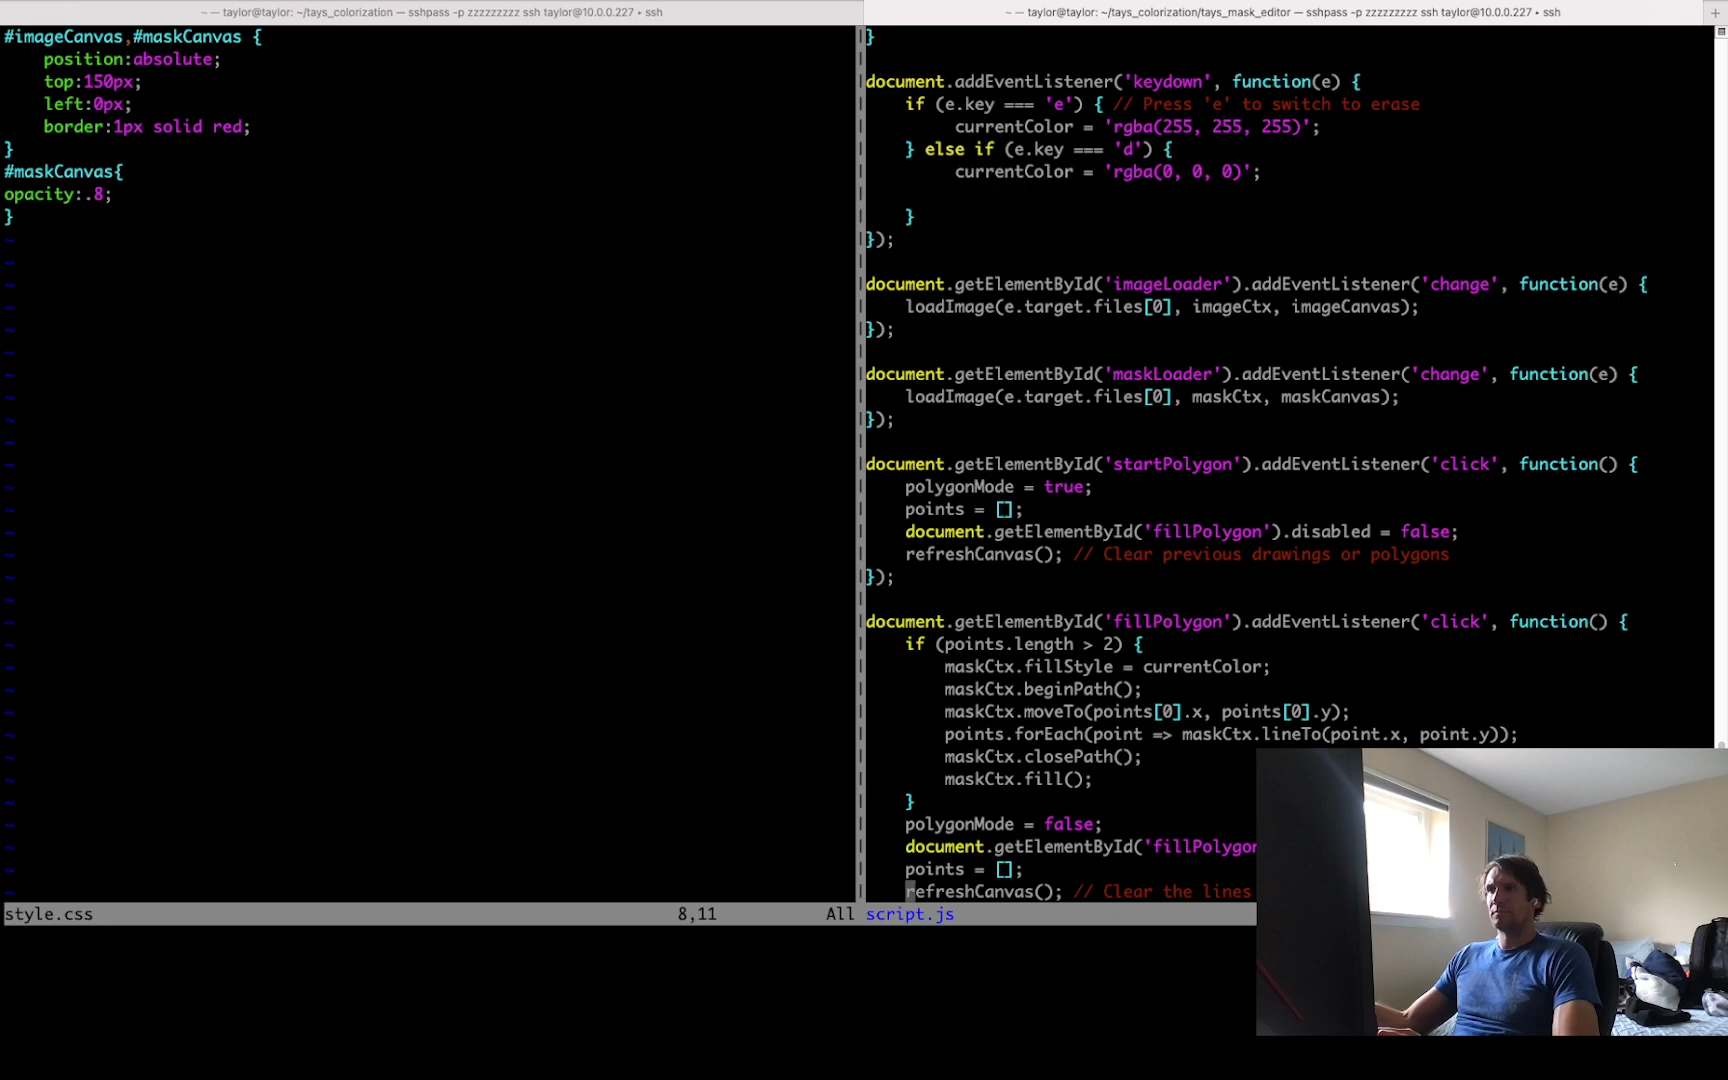 ~ — taylor@taylor: ~/tays_colorization — sshpass -p zzzzzzzzz ssh taylor@10.0.0.227 ‣ ssh
~ — taylor@taylor: ~/tays_colorization/tays_mask_editor — sshpass -p zzzzzzzzz ssh taylor@10.0.0.227 ‣ ssh
+
#imageCanvas,#maskCanvas {
    position:absolute;
    top:150px;
    left:0px;
    border:1px solid red;
}
#maskCanvas{
opacity:.8;
}
style.css 8,11 All
}
document.addEventListener('keydown', function(e) {
    if (e.key === 'e') { // Press 'e' to switch to erase
         currentColor = 'rgba(255, 255, 255)';
    } else if (e.key === 'd') {
         currentColor = 'rgba(0, 0, 0)';
    }
});
document.getElementById('imageLoader').addEventListener('change', function(e) {
    loadImage(e.target.files[0], imageCtx, imageCanvas);
});
document.getElementById('maskLoader').addEventListener('change', function(e) {
    loadImage(e.target.files[0], maskCtx, maskCanvas);
});
document.getElementById('startPolygon').addEventListener('click', function() {
    polygonMode = true;
    points = [];
    document.getElementById('fillPolygon').disabled = false;
    refreshCanvas(); // Clear previous drawings or polygons
});
document.getElementById('fillPolygon').addEventListener('click', function() {
    if (points.length > 2) {
        maskCtx.fillStyle = currentColor;
        maskCtx.beginPath();
        maskCtx.moveTo(points[0].x, points[0].y);
        points.forEach(point => maskCtx.lineTo(point.x, point.y));
        maskCtx.closePath();
        maskCtx.fill();
    }
    polygonMode = false;
    document.getElementById('fillPolygon
    points = [];
    refreshCanvas(); // Clear the lines
script.js